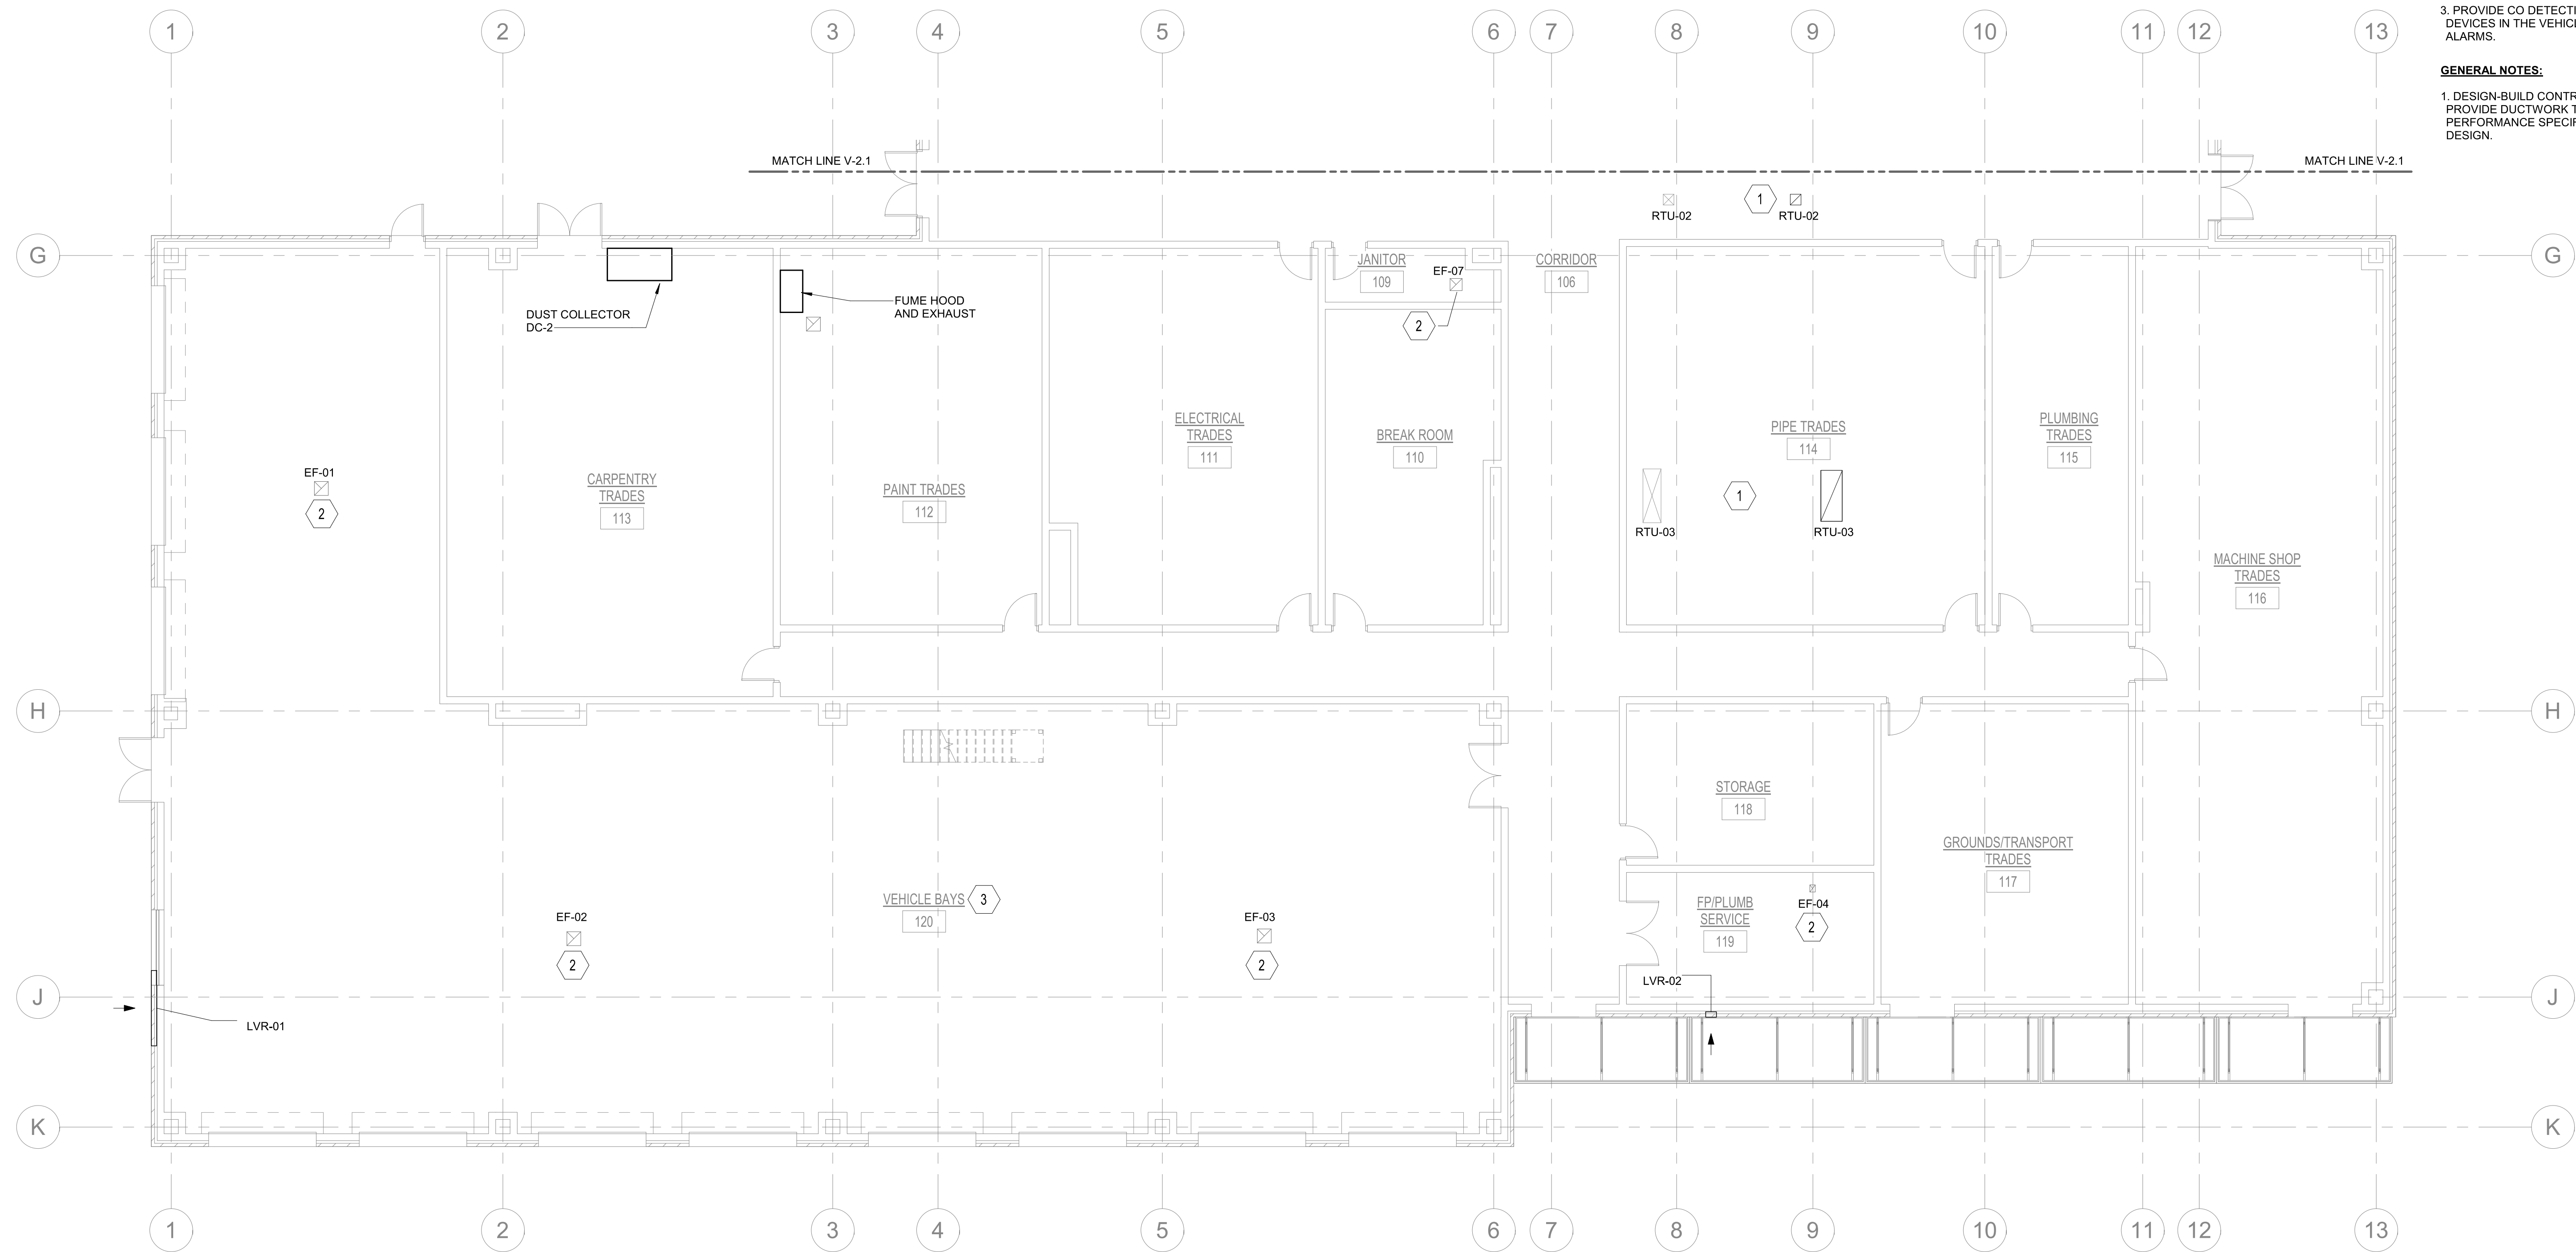 1 2 3 4 5 6 7 8 9 10 11 12 13
3. PROVIDE CO
DEVICES IN THE
ALARMS.
GENERAL NOTES:
1. DESIGN-BUILD
PROVIDE DUCTWORK
PERFORMANCE
DESIGN.
MATCH LINE V-2.1
MATCH LINE V-2.1
1
RTU-02
RTU-02
G
G
JANITOR
109
EF-07
CORRIDOR
106
FUME HOOD
AND EXHAUST
DUST COLLECTOR
DC-2
2
ELECTRICAL
TRADES
111
BREAK ROOM
110
PIPE TRADES
114
PLUMBING
TRADES
115
EF-01
2
CARPENTRY
TRADES
113
PAINT TRADES
112
1
RTU-03
RTU-03
MACHINE SHOP
TRADES
116
H
H
STORAGE
118
GROUNDS/TRANSPORT
TRADES
117
VEHICLE BAYS
120
3
EF-02
2
EF-03
2
FP/PLUMB
SERVICE
119
EF-04
2
LVR-02
J
J
LVR-01
K
K
1 2 3 4 5 6 7 8 9 10 11 12 13